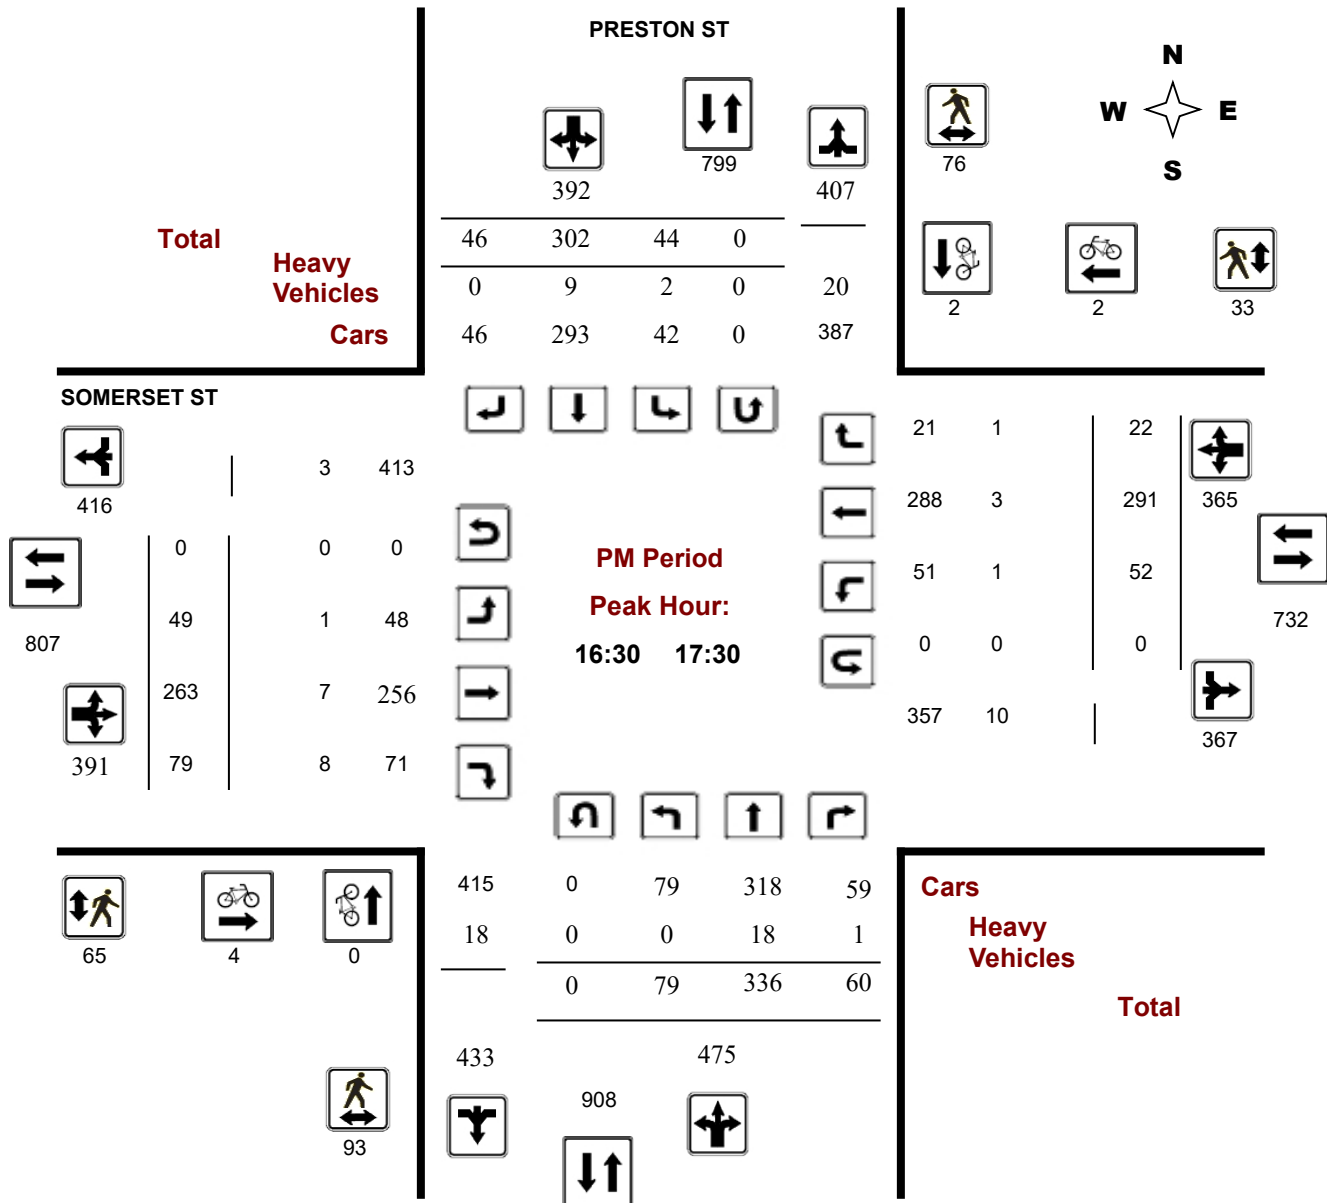 PRESTON ST
N
W E
S
392 799 407 76
Total 46 302 44 0
Heavy
Vehicles 0 9 2 0 20
Cars 46 293 42 0 387
2 2 33
SOMERSET ST
21 1 22
3 413
416
288 3 291 365
0 0 0
PM Period
51 1 52
Peak Hour:
49 1 48
732
807
16:30 17:30
0 0 0
263 7 256
357 10
367
391 79 8 71
415 0 79 318 59 Cars
18 0 0 18 1 Heavy
Vehicles
65 4 0
0 79 336 60
Total
433 475
908
93